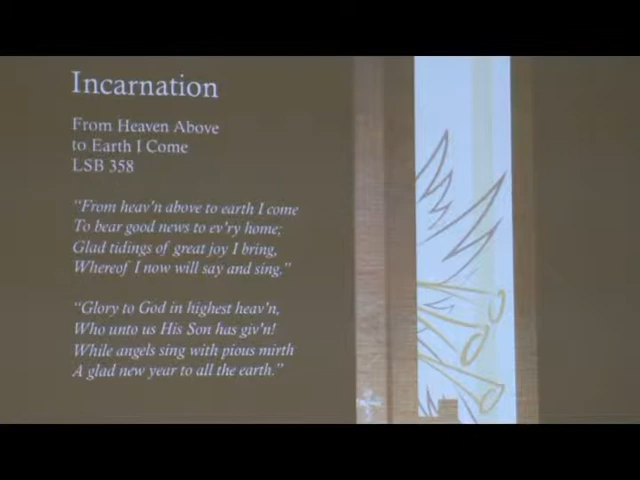 Incarnation
From Heaven Above
to Earth I Come
LSB 358
“From heav’n above to earth I come
To bear good news to ev’ry home;
Glad tidings of great joy I bring,
Whereof I now will say and sing.”
“Glory to God in highest heav’n,
Who unto us His Son has giv’n!
While angels sing with pious mirth
A glad new year to all the earth.”